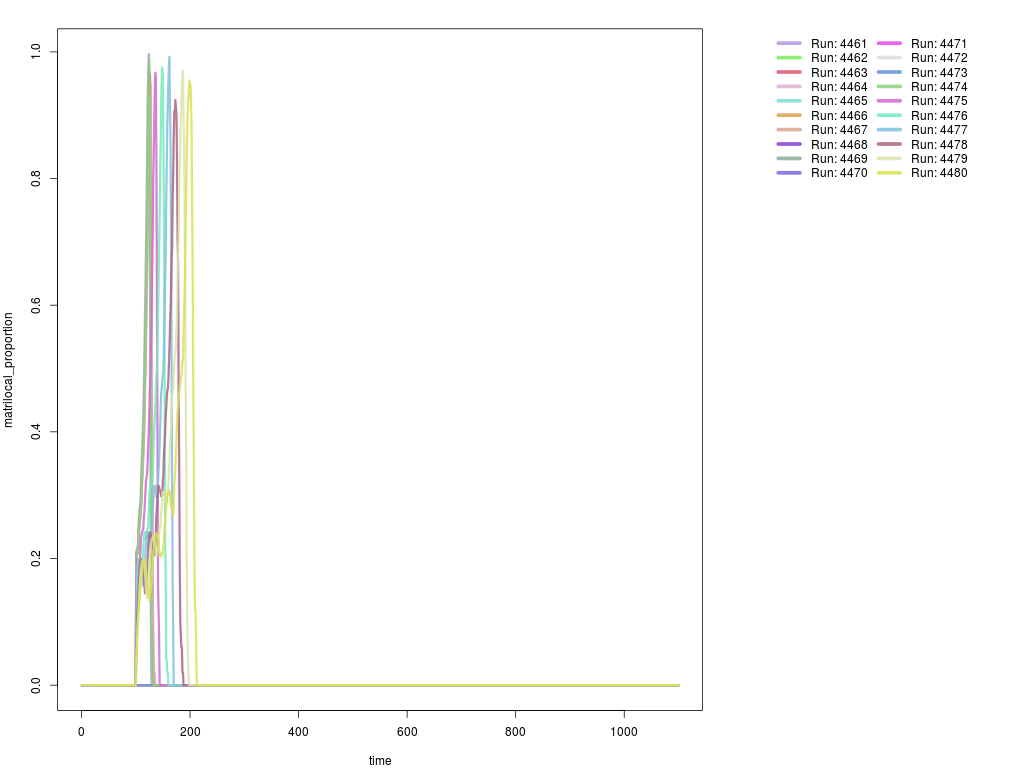 Run: 4461 Run: 4471
Run: 4462 Run: 4472
Run: 4463 Run: 4473
Run: 4464 Run: 4474
Run: 4465 Run: 4475
Run: 4466 Run: 4476
Run: 4467 Run: 4477
Run: 4468 Run: 4478
Run: 4469 Run: 4479
Run: 4470 Run: 4480
matrilocal_proportion
1.0
0.8
0.6
0.4
0.2
0.0
0 200 400 600 800 1000
time